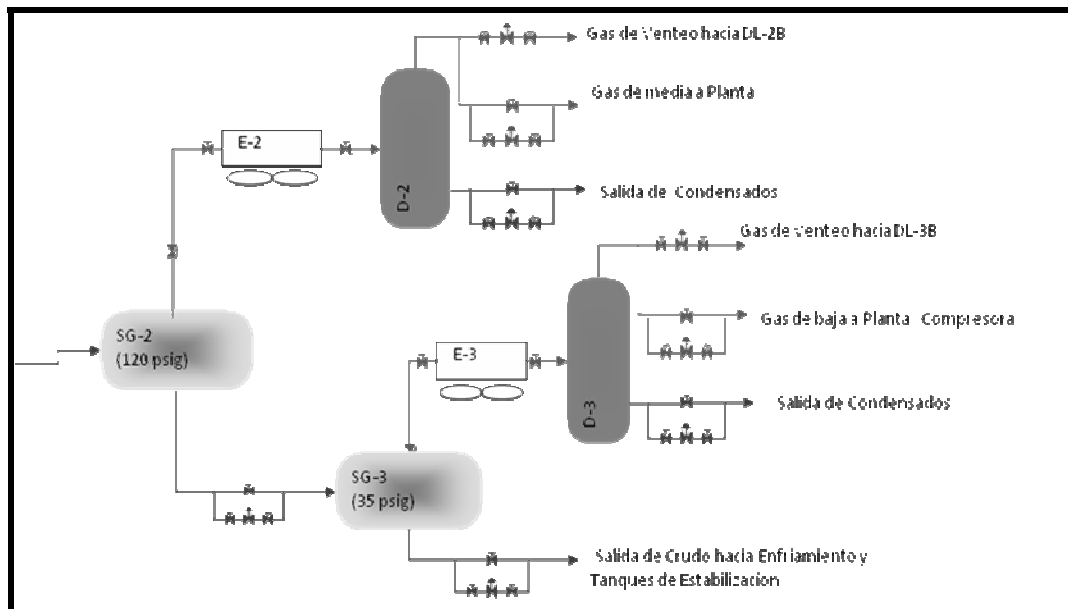 Gas de Venteo hacia DL-2B
Gas de media a Planta
E-2
D-2
Salida de Condensados
Gas de Venteo hacia DL-3B
SG-2
(120 psig)
Gas de baja a Planta Compresora
E-3
D-3
Salida de Condensados
SG-3
(35 psig)
Salida de Crudo hacia Enfriamiento y
Tanques de Estabilizacion